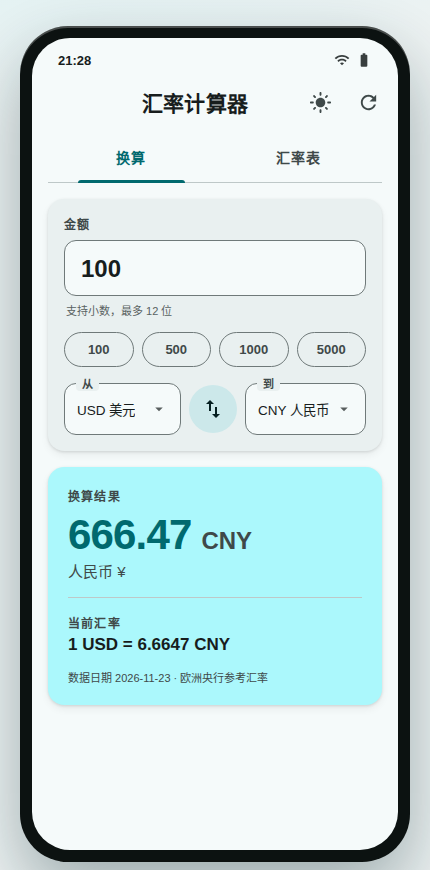 21:28
汇率计算器
换算 汇率表
金额
100
支持小数，最多 12 位
100 500 1000 5000
从 到
USD 美元 CNY 人民币
换算结果
666.47 CNY
人民币 ¥
当前汇率
1 USD = 6.6647 CNY
数据日期 2026-11-23 · 欧洲央行参考汇率